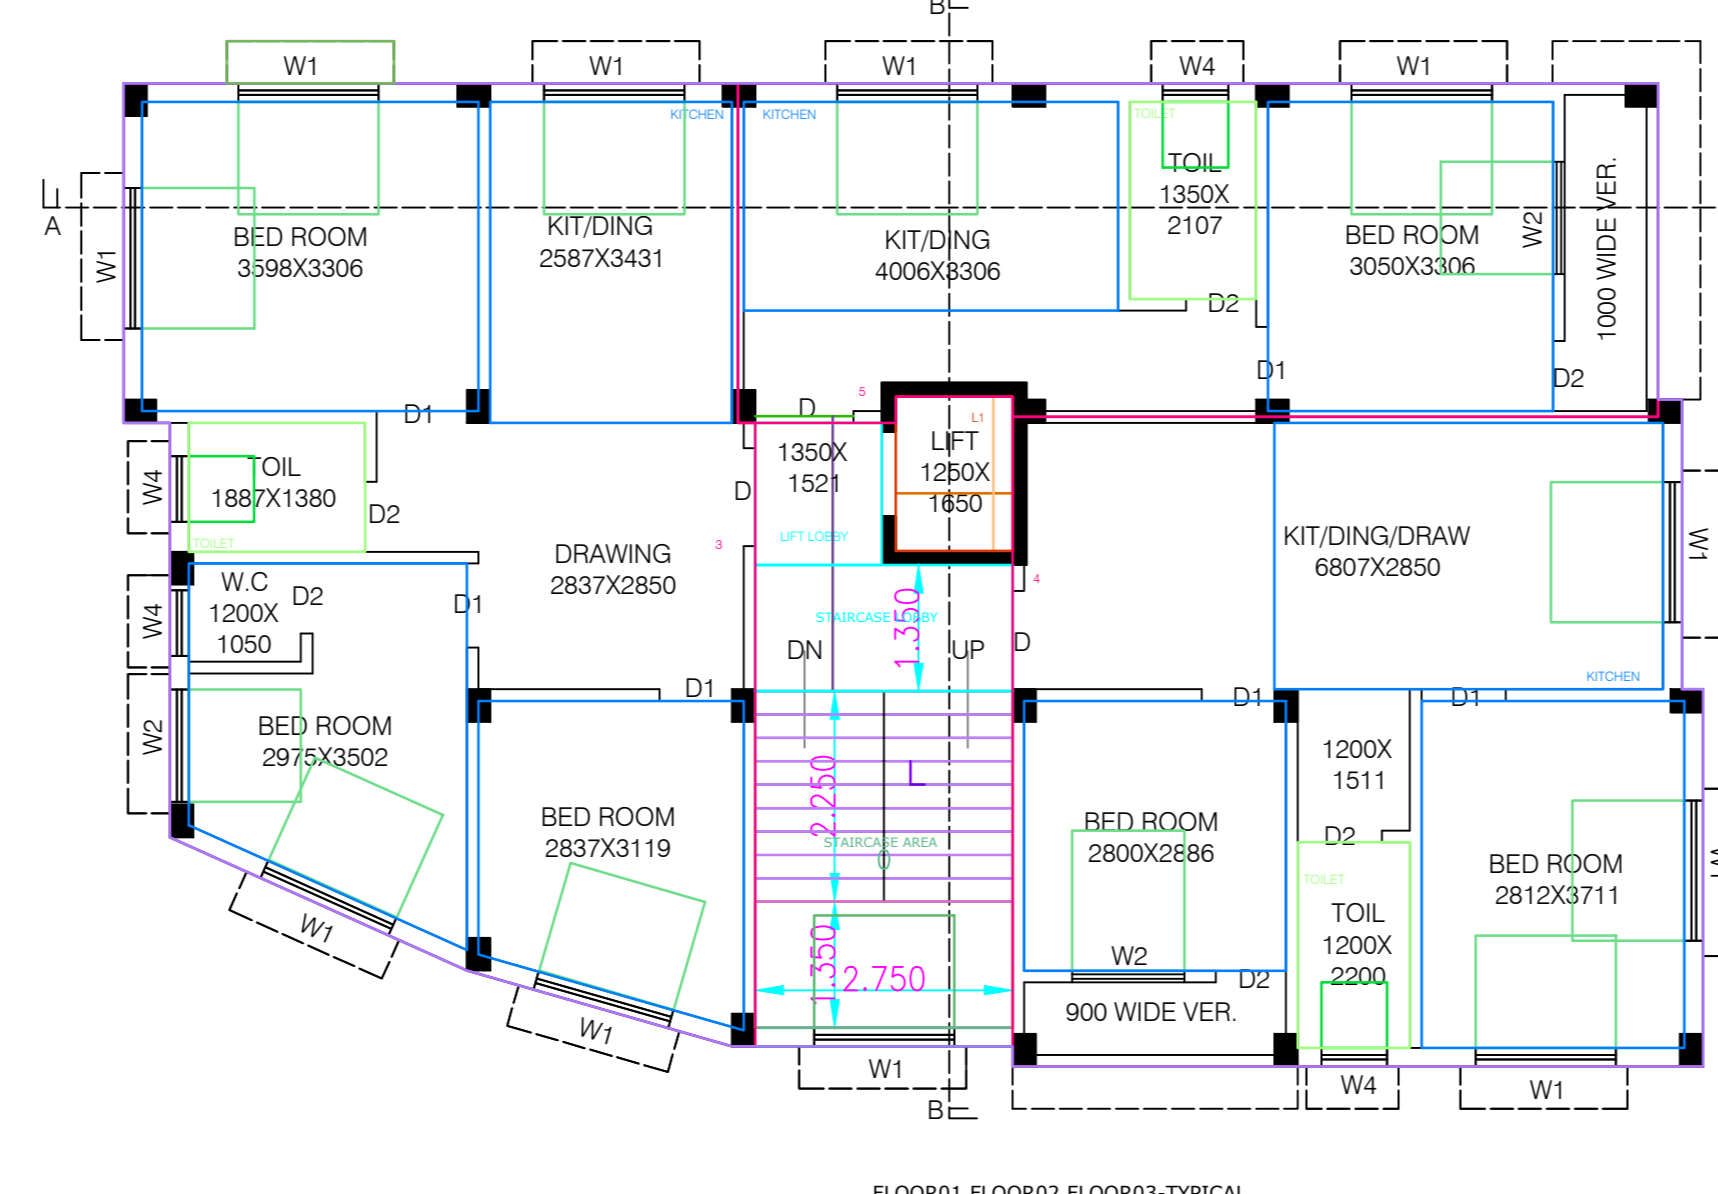 B
W1
W1
W1
W4
W1
KITCHEN
KITCHEN
TOILET
TOIL
1350X
2107
A
W1
BED ROOM
3598X3306
KIT/DING
2587X3431
KIT/DING
4006X3306
BED ROOM
3050X3306
W2
1000 WIDE VER.
D2
D1
D2
D1
D
5
L1
LIFT
1250X
1650
1350X
1521
D
W4
TOIL
1887X1380
D2
TOILET
3
LIFT LOBBY
DRAWING
2837X2850
KIT/DING/DRAW
6807X2850
W1
4
W.C
1200X
1050
D2
D1
W4
STAIRCASE LOBBY
1.350
DN
UP
D
KITCHEN
D1
D1
D1
W2
BED ROOM
2975X3502
1200X
1511
L
2.250
BED ROOM
2837X3119
STAIRCASE AREA
0
BED ROOM
2800X2886
D2
TOILET
BED ROOM
2812X3711
TOIL
1200X
2200
W1
W1
1.350
2.750
W2
D2
900 WIDE VER.
W1
W4
W1
B
FLOOR01,FLOOR02,FLOOR03-TYPICAL